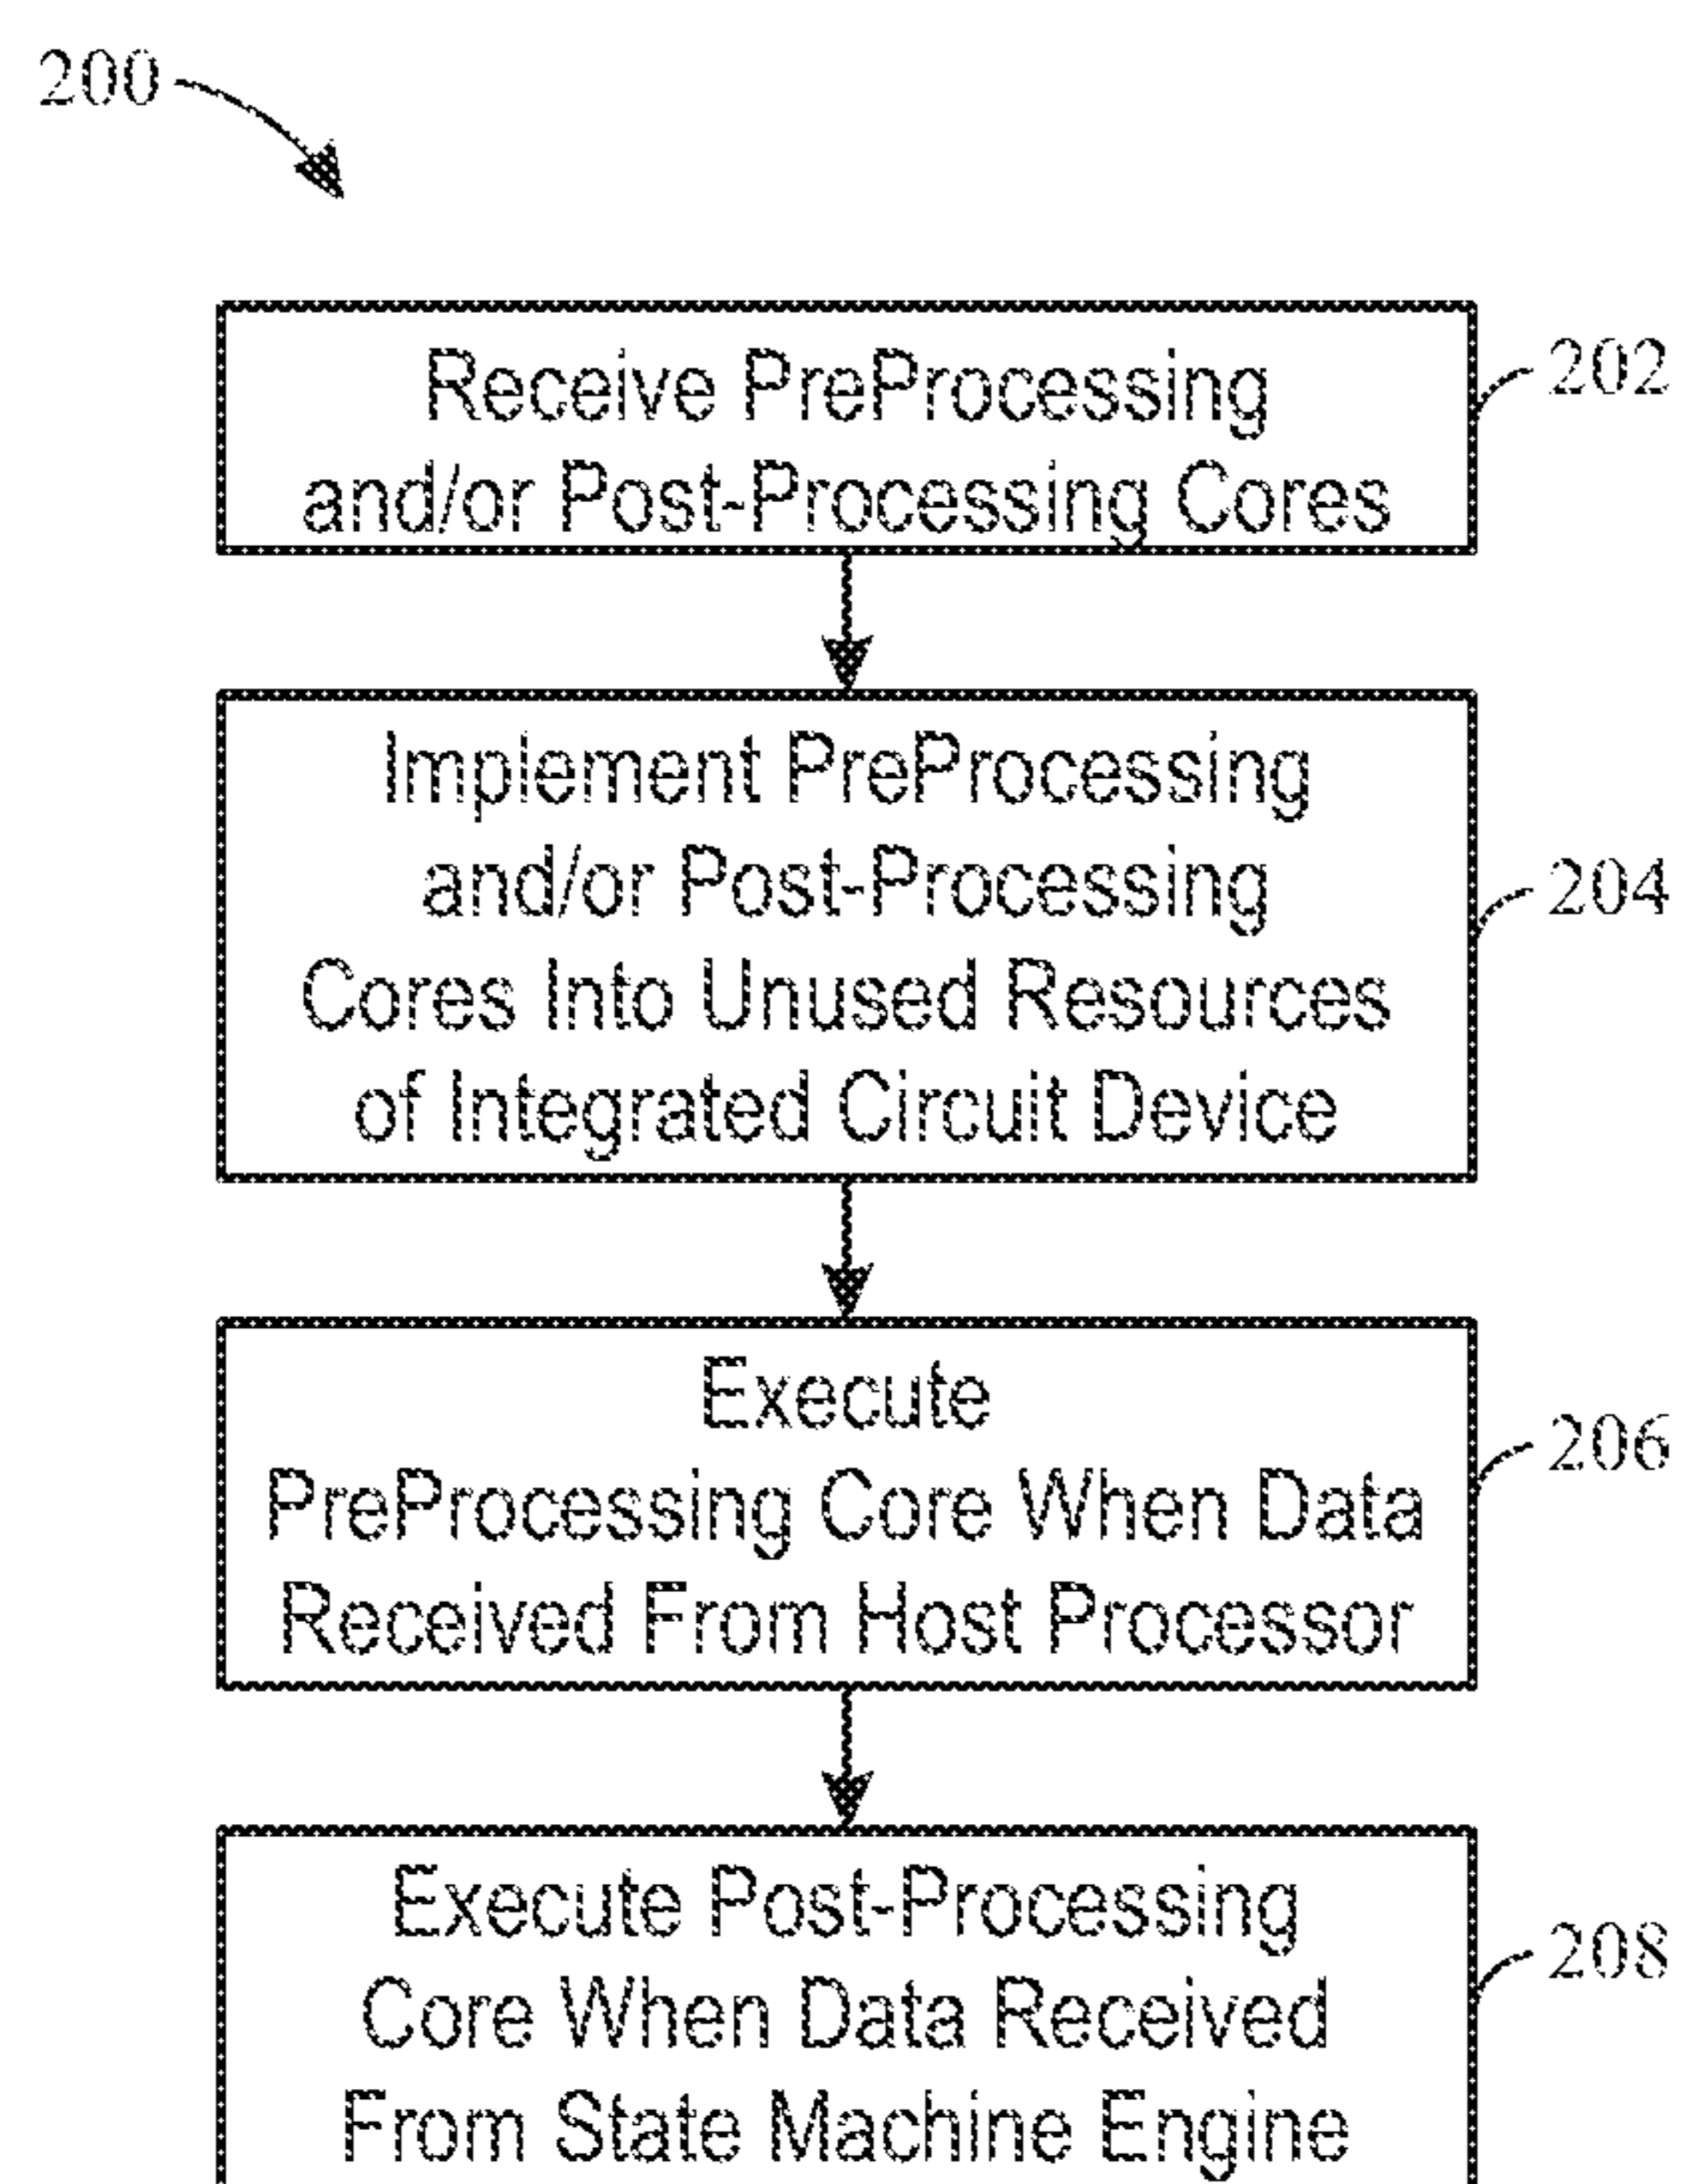 200
Receive PreProcessing
and/or Post-Processing Cores
202
Implement PreProcessing
and/or Post-Processing
Cores Into Unused Resources
of Integrated Circuit Device
204
Execute
PreProcessing Core When Data
Received From Host Processor
206
Execute Post-Processing
Core When Data Received
From State Machine Engine
208